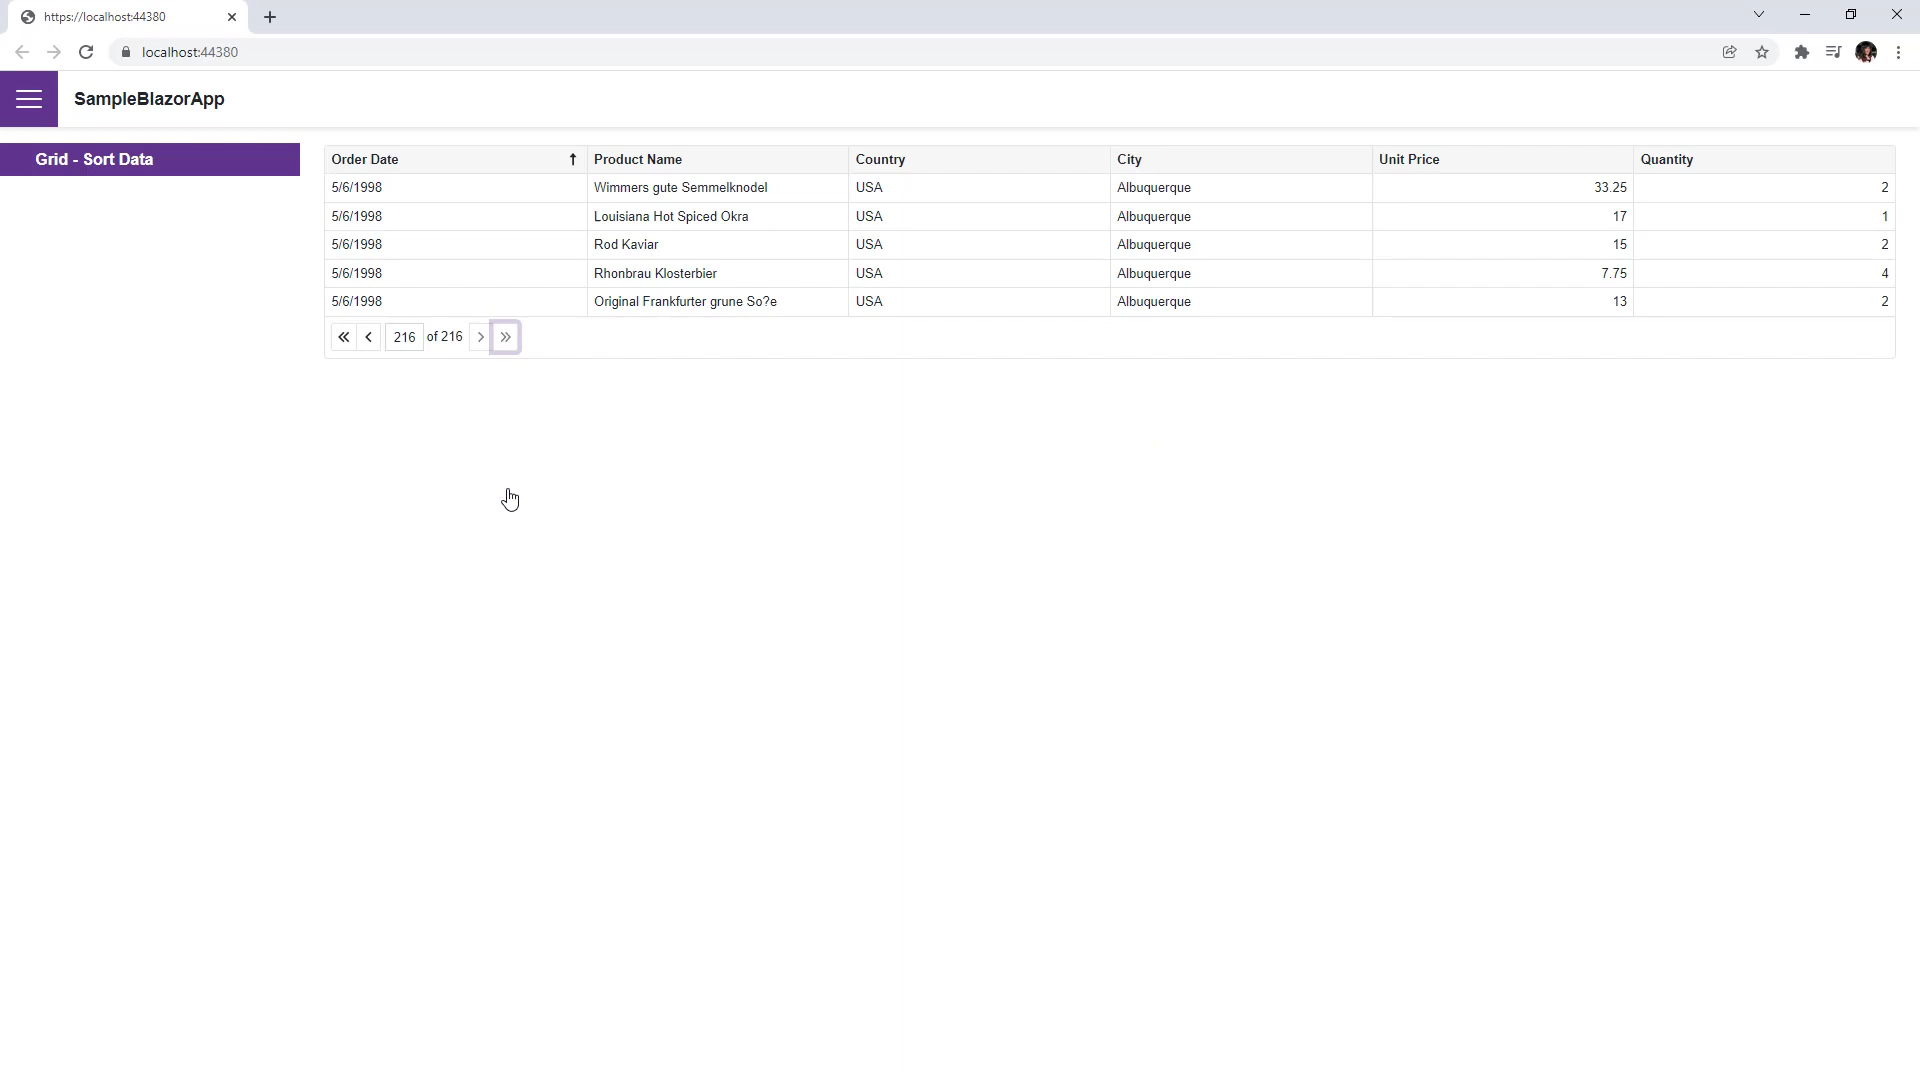 https://localhost:44380
localhost:44380
SampleBlazorApp
Grid - Sort Data
Order Date Product Name Country City Unit Price Quantity
5/6/1998 Wimmers gute Semmelknodel USA Albuquerque 33.25 2
5/6/1998 Louisiana Hot Spiced Okra USA Albuquerque 17 1
5/6/1998 Rod Kaviar USA Albuquerque 15 2
5/6/1998 Rhonbrau Klosterbier USA Albuquerque 7.75 4
5/6/1998 Original Frankfurter grune So?e USA Albuquerque 13 2
216 of 216